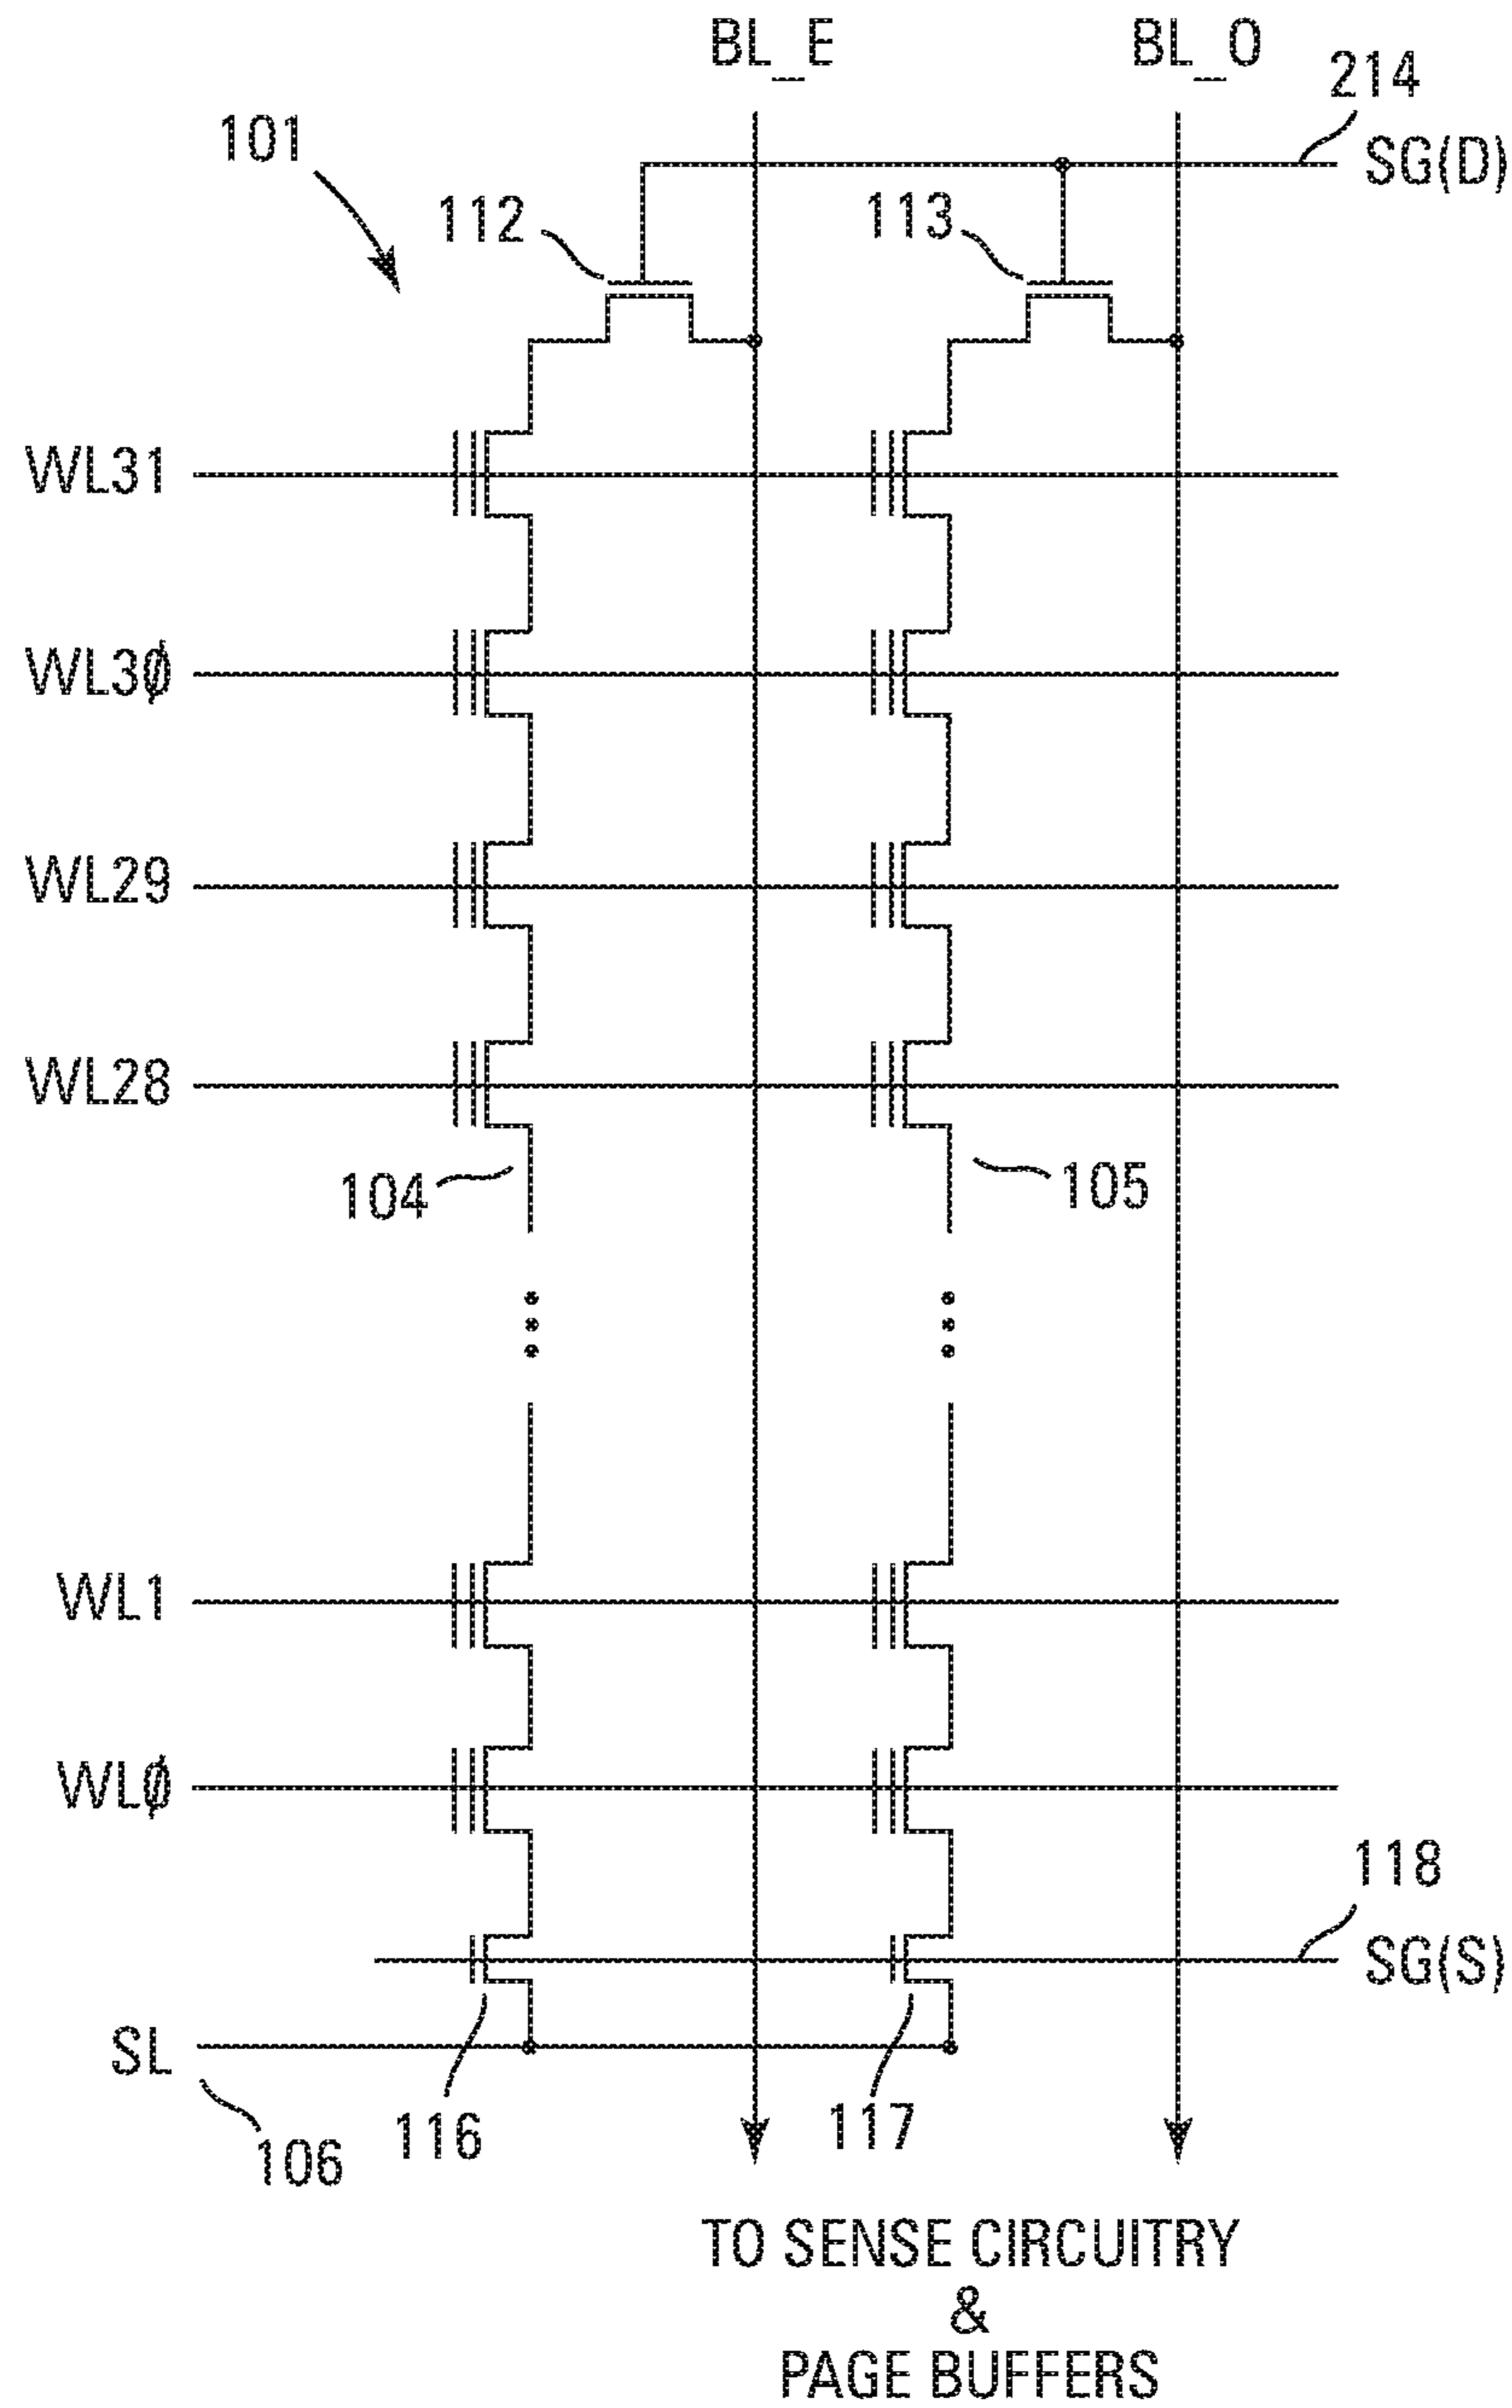 BL_E
BL_O
214
SG(D)
101
112
113
WL31
WL3Ø
WL29
WL28
104
105
WL1
WLØ
118
SG(S)
SL
106
116
117
TO SENSE CIRCUITRY
&
PAGE BUFFERS